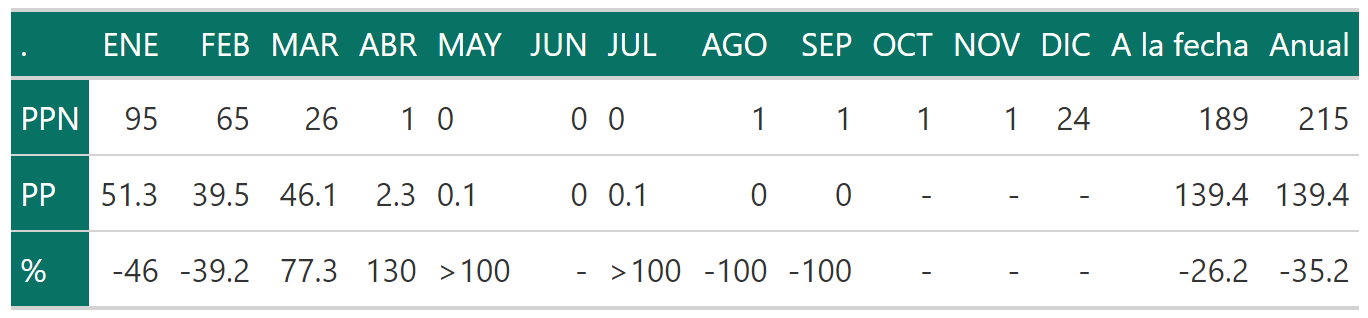 . ENE FEB MAR ABR MAY JUN JUL AGO SEP OCT NOV DIC A la fecha Anual
PPN 95 65 26 1 0 0 0 1 1 1 1 24 189 215
PP 51.3 39.5 46.1 2.3 0.1 0 0.1 0 0 - - - 139.4 139.4
% -46 -39.2 77.3 130 >100 - >100 -100 -100 - - - -26.2 -35.2